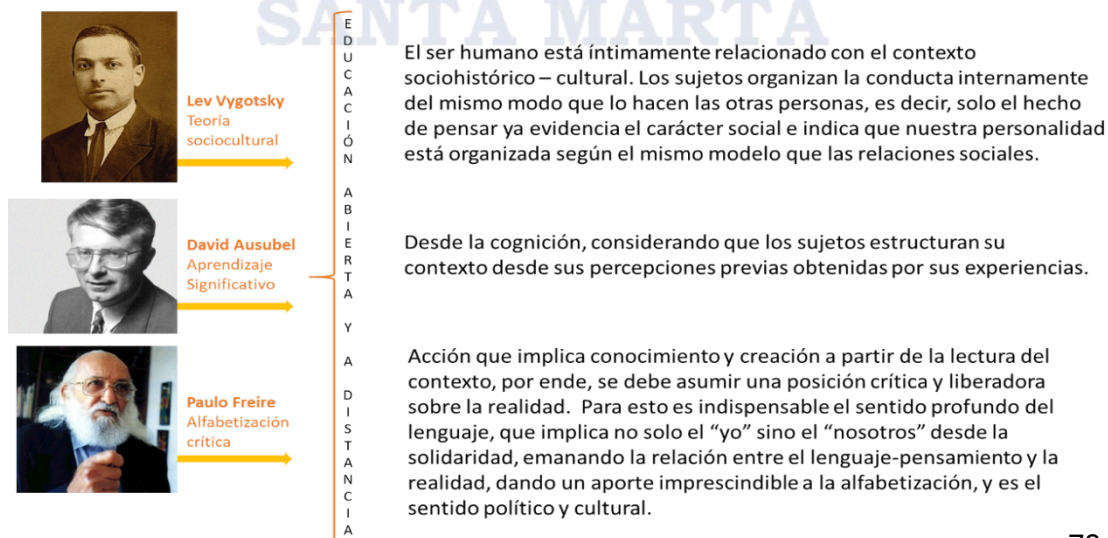 SANTA MARTA
Lev Vygotsky
Teoría
sociocultural
David Ausubel
Aprendizaje
Significativo
Paulo Freire
Alfabetización
crítica
EDUCACIÓN ABIERTA Y A DISTANCIA
El ser humano está íntimamente relacionado con el contexto
sociohistórico – cultural. Los sujetos organizan la conducta internamente
del mismo modo que lo hacen las otras personas, es decir, solo el hecho
de pensar ya evidencia el carácter social e indica que nuestra personalidad
está organizada según el mismo modelo que las relaciones sociales.
Desde la cognición, considerando que los sujetos estructuran su
contexto desde sus percepciones previas obtenidas por sus experiencias.
Acción que implica conocimiento y creación a partir de la lectura del
contexto, por ende, se debe asumir una posición crítica y liberadora
sobre la realidad. Para esto es indispensable el sentido profundo del
lenguaje, que implica no solo el “yo” sino el “nosotros” desde la
solidaridad, emanando la relación entre el lenguaje-pensamiento y la
realidad, dando un aporte imprescindible a la alfabetización, y es el
sentido político y cultural.